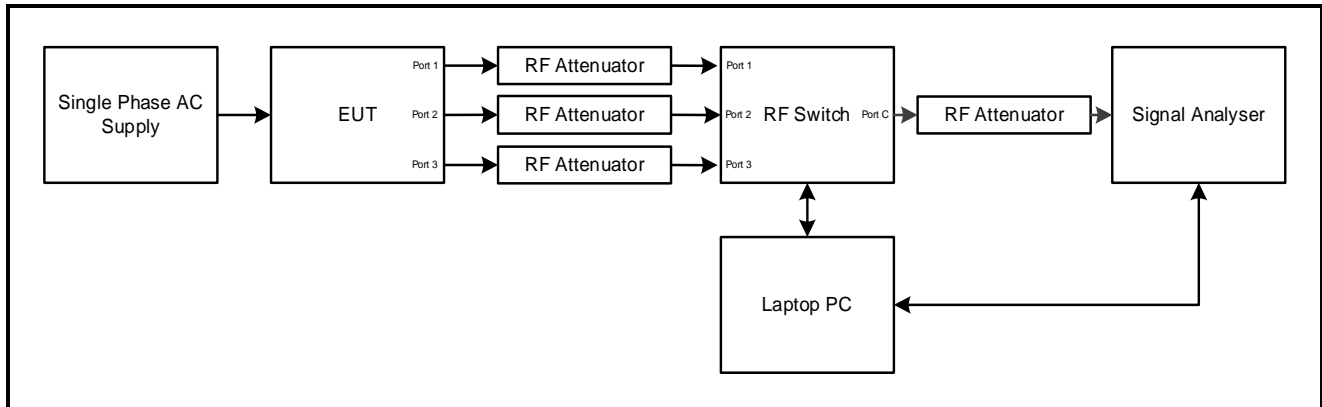 Single Phase AC
Supply
EUT
Port 1
Port 2
Port 3
RF Attenuator
RF Attenuator
RF Attenuator
Port 1
Port 2
Port 3
RF Switch
Port C
RF Attenuator
Signal Analyser
Laptop PC